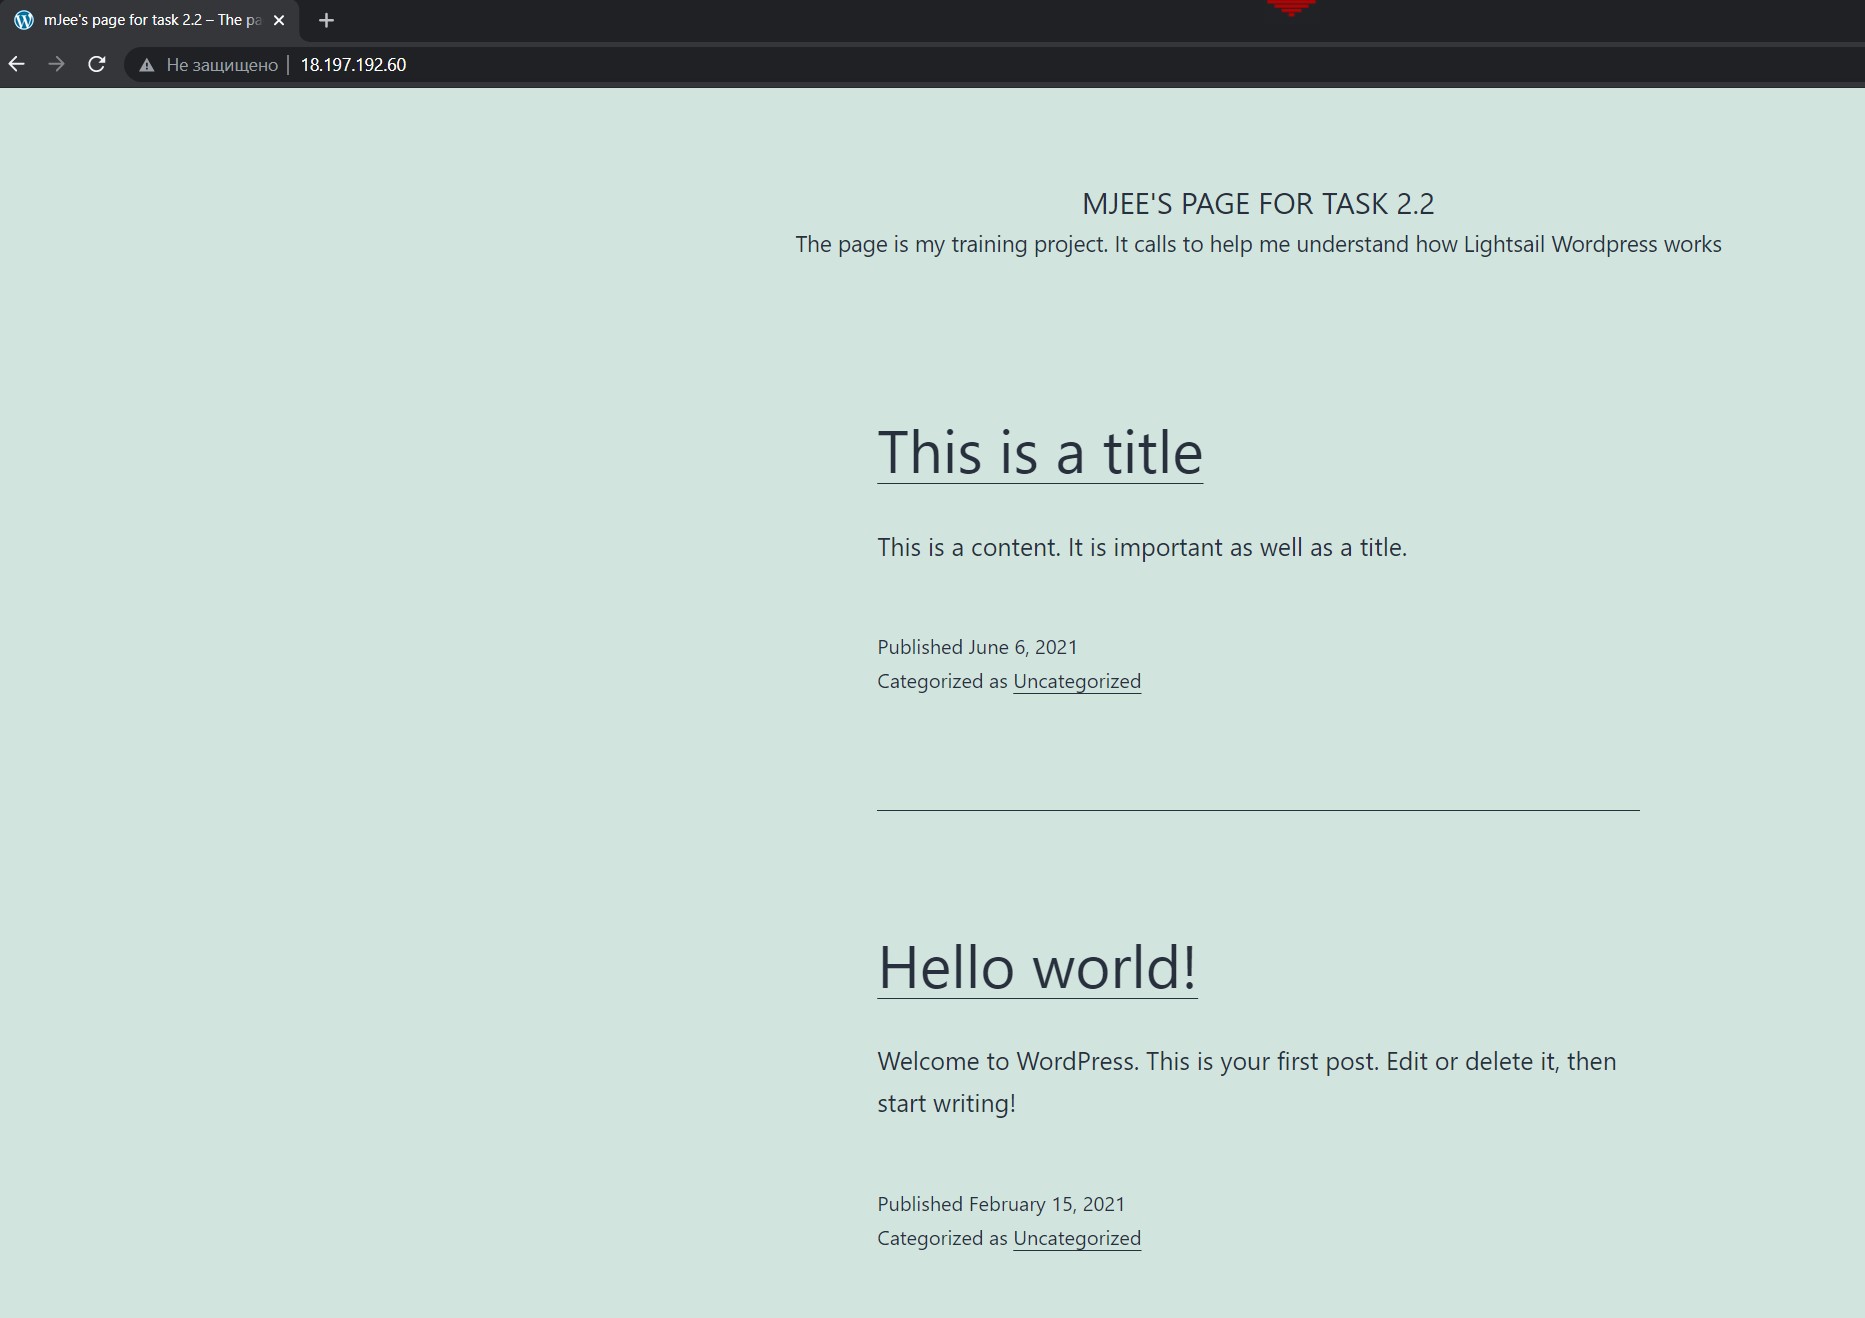 mJee's page for task 2.2 – The pa
Не защищено | 18.197.192.60
MJEE'S PAGE FOR TASK 2.2
The page is my training project. It calls to help me understand how Lightsail Wordpress works
This is a title
This is a content. It is important as well as a title.
Published June 6, 2021
Categorized as Uncategorized
Hello world!
Welcome to WordPress. This is your first post. Edit or delete it, then
start writing!
Published February 15, 2021
Categorized as Uncategorized